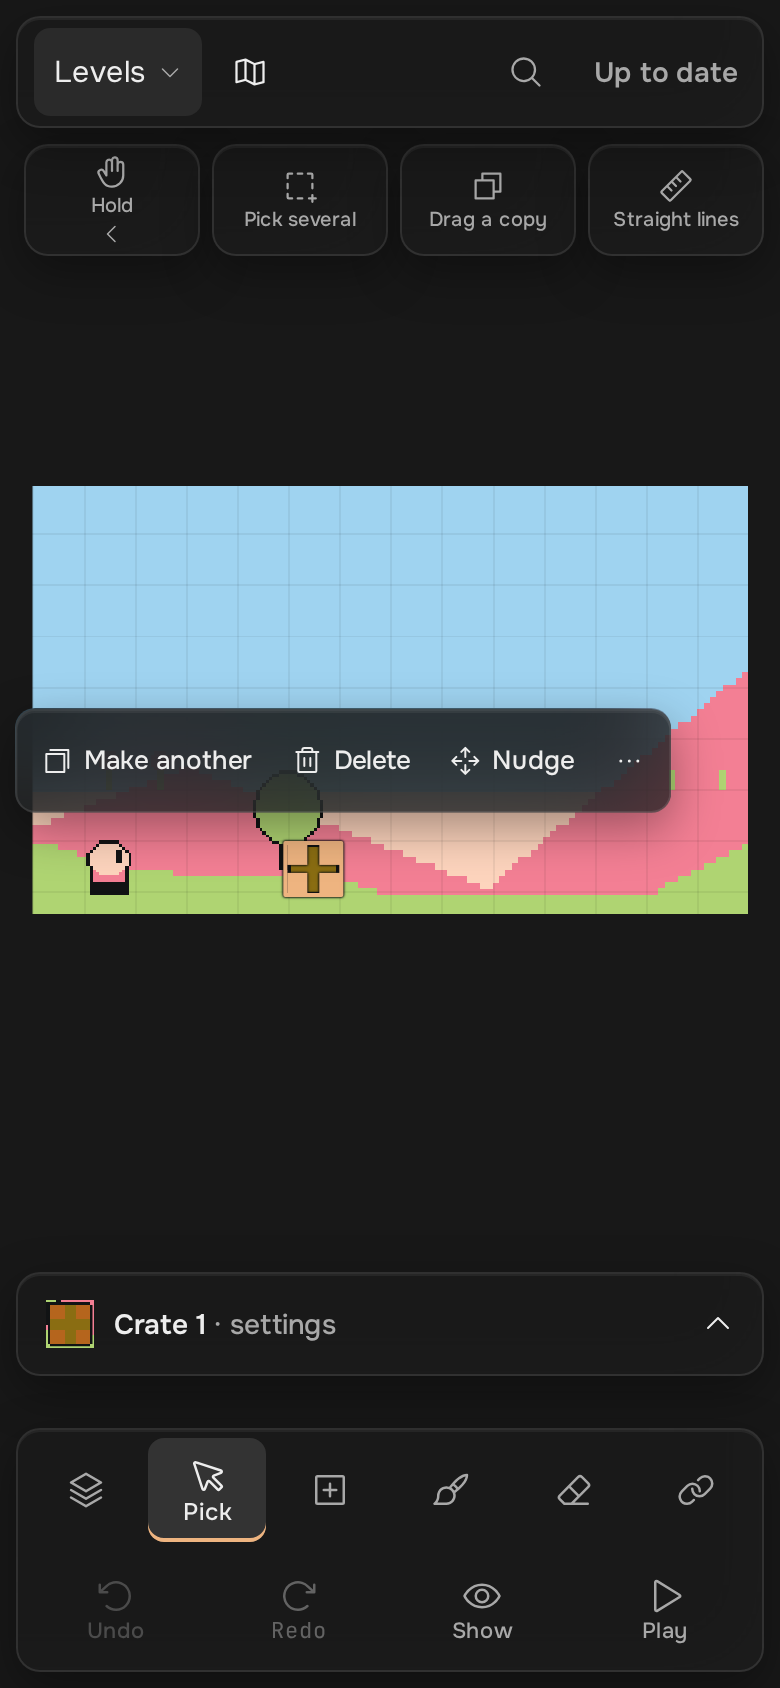 Levels
Up to date
Hold
Pick several
Drag a copy
Straight lines
Make another
Delete
Nudge
Crate 1 · settings
Pick
Undo
Redo
Show
Play